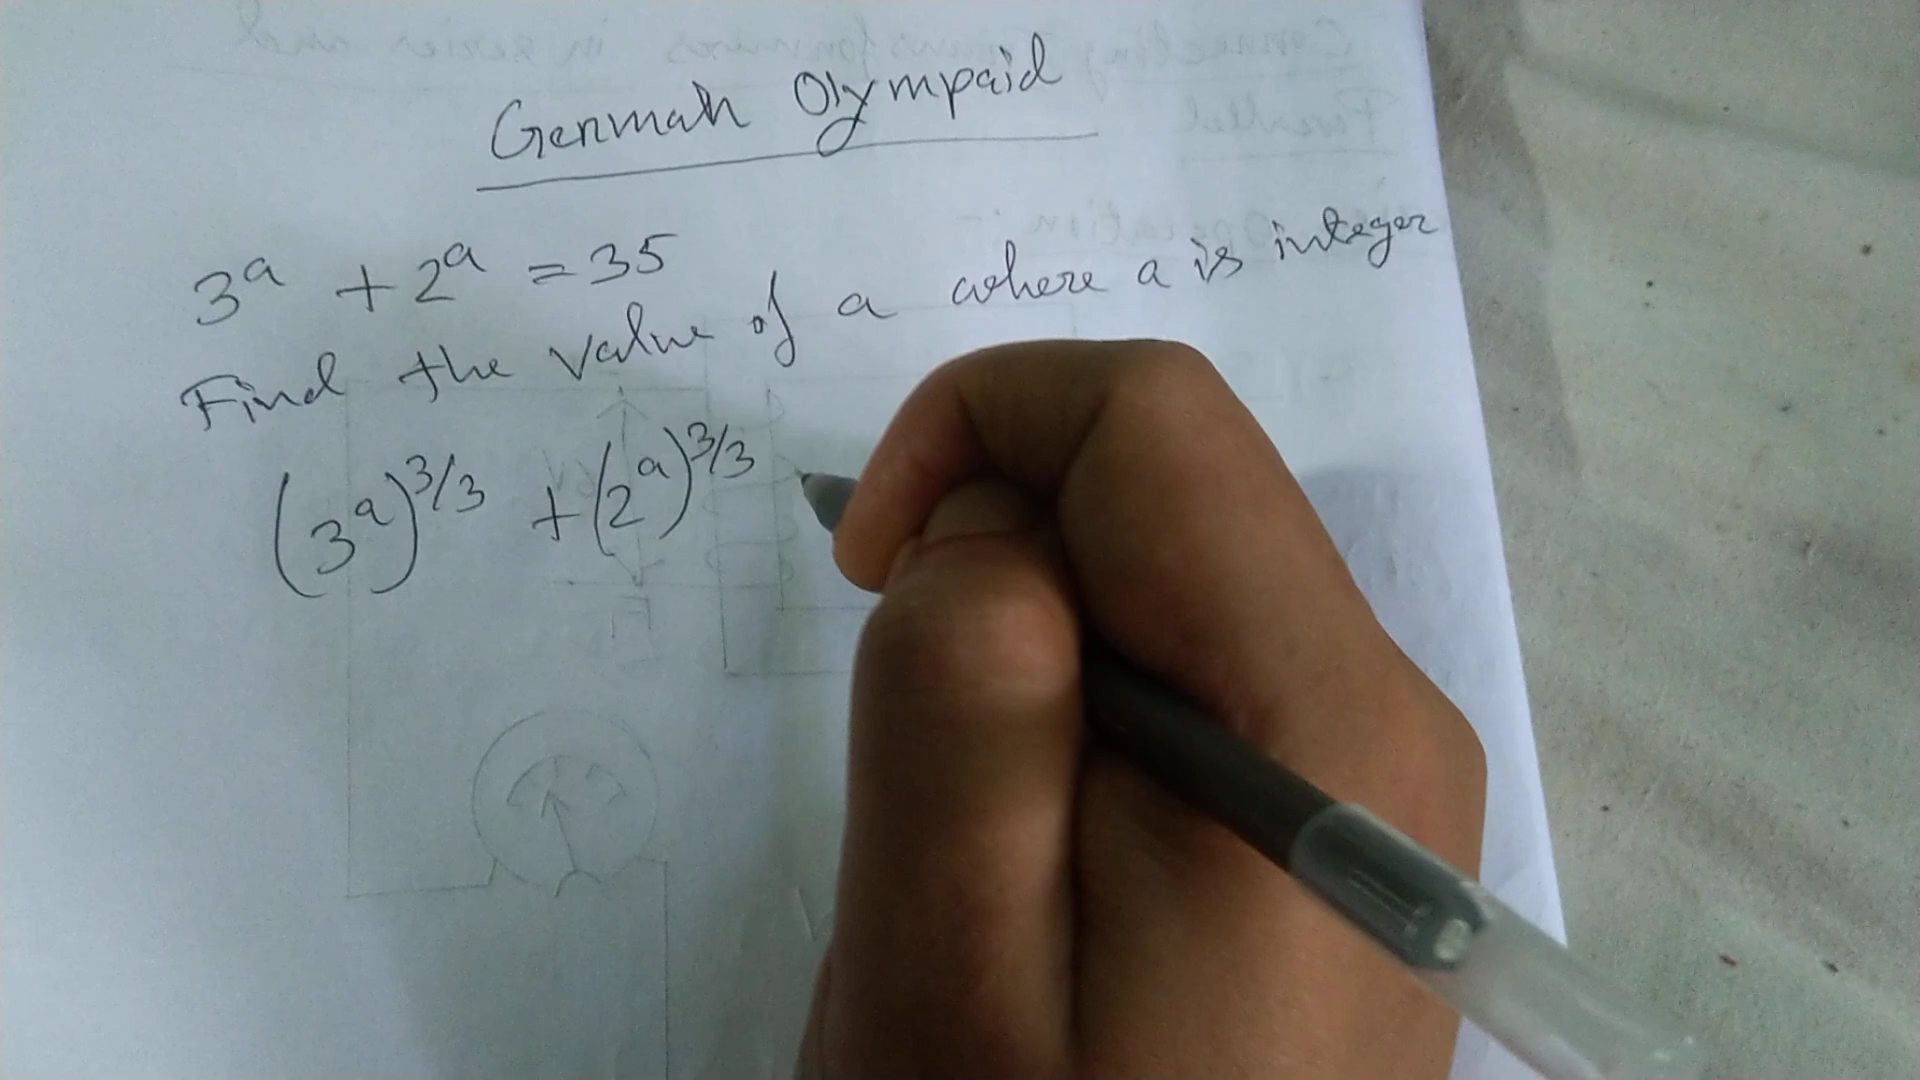 German Olympaid
3^a + 2^a = 35
Find the value of a where a is integer
(3^a)^3/3 + (2^a)^3/3